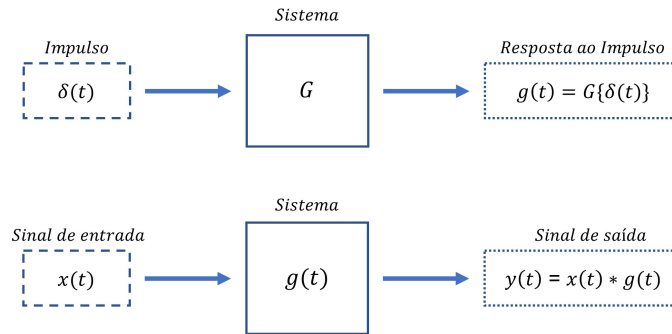 Sistema
Impulso
Resposta ao Impulso
δ(t)
G
g(t) = G{δ(t)}
Sistema
Sinal de entrada
Sinal de saída
x(t)
g(t)
y(t) = x(t) ∗ g(t)